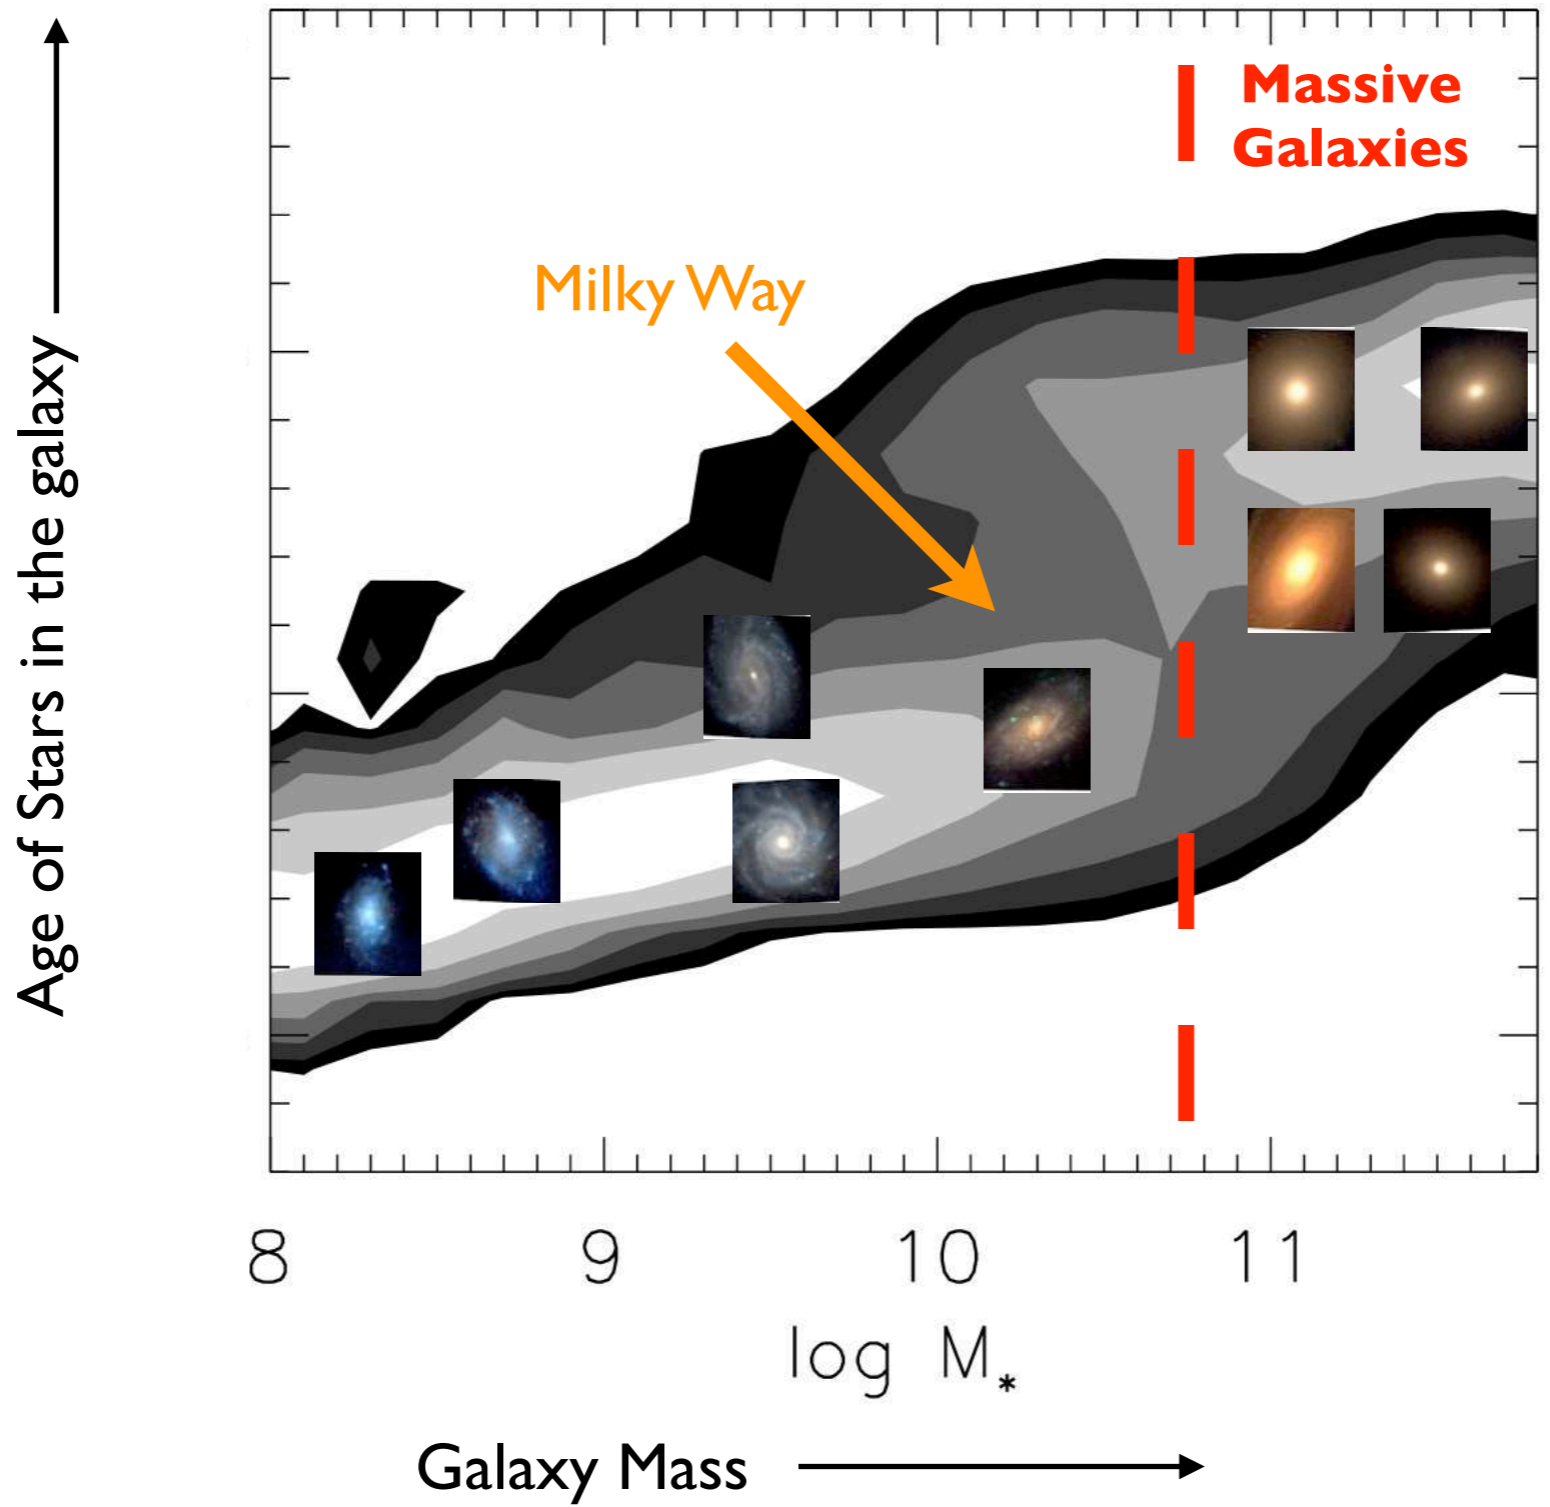 Massive
Galaxies
Milky Way
Age of Stars in the galaxy
8 9 10 11
log M*
Galaxy Mass